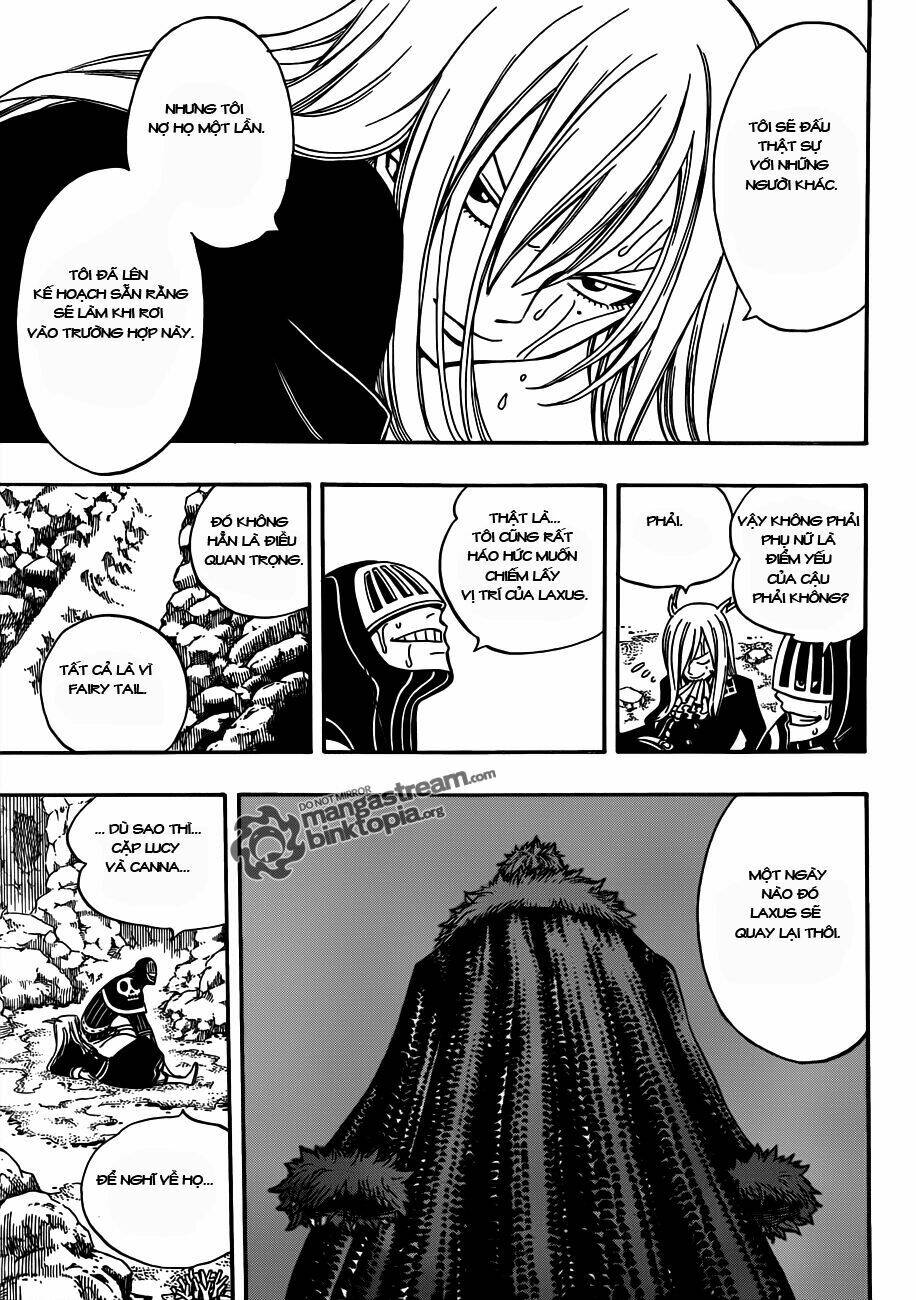 TÔI SẼ ĐẤU
THẬT SỰ
VỚI NHỮNG
NGƯỜI KHÁC.
NHƯNG TÔI
NỢ HỌ MỘT LẦN.
TÔI ĐÃ LÊN
KẾ HOẠCH SẴN RẰNG
SẼ LÀM KHI RƠI
VÀO TRƯỜNG HỢP NÀY.
VẬY KHÔNG PHẢI
PHỤ NỮ LÀ
ĐIỂM YẾU
CỦA CẬU
PHẢI KHÔNG?
PHẢI.
THẬT LÀ...
TÔI CŨNG RẤT
HÁO HỨC MUỐN
CHIẾM LẤY
VỊ TRÍ CỦA LAXUS.
ĐÓ KHÔNG
HẲN LÀ ĐIỀU
QUAN TRỌNG.
TẤT CẢ LÀ VÌ
FAIRY TAIL.
DO NOT MIRROR
mangastream.com
binktopia.org
MỘT NGÀY
NÀO ĐÓ
LAXUS SẼ
QUAY LẠI THÔI.
... DÙ SAO THÌ...
CẶP LUCY
VÀ CANNA...
ĐỂ NGHĨ VỀ HỌ...